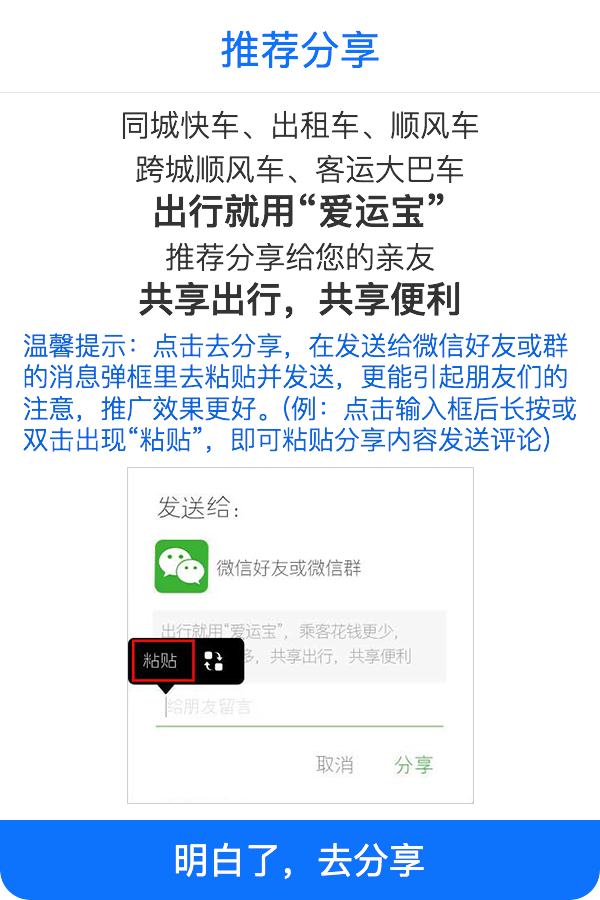 推荐分享
同城快车、出租车、顺风车
跨城顺风车、客运大巴车
出行就用“爱运宝”
推荐分享给您的亲友
共享出行，共享便利
温馨提示：点击去分享，在发送给微信好友或群
的消息弹框里去粘贴并发送，更能引起朋友们的
注意，推广效果更好。(例：点击输入框后长按或
双击出现“粘贴”，即可粘贴分享内容发送评论)
发送给：
微信好友或微信群
出行就用“爱运宝”，乘客花钱更少，
多，共享出行，共享便利
粘贴
给朋友留言
取消 分享
明白了，去分享